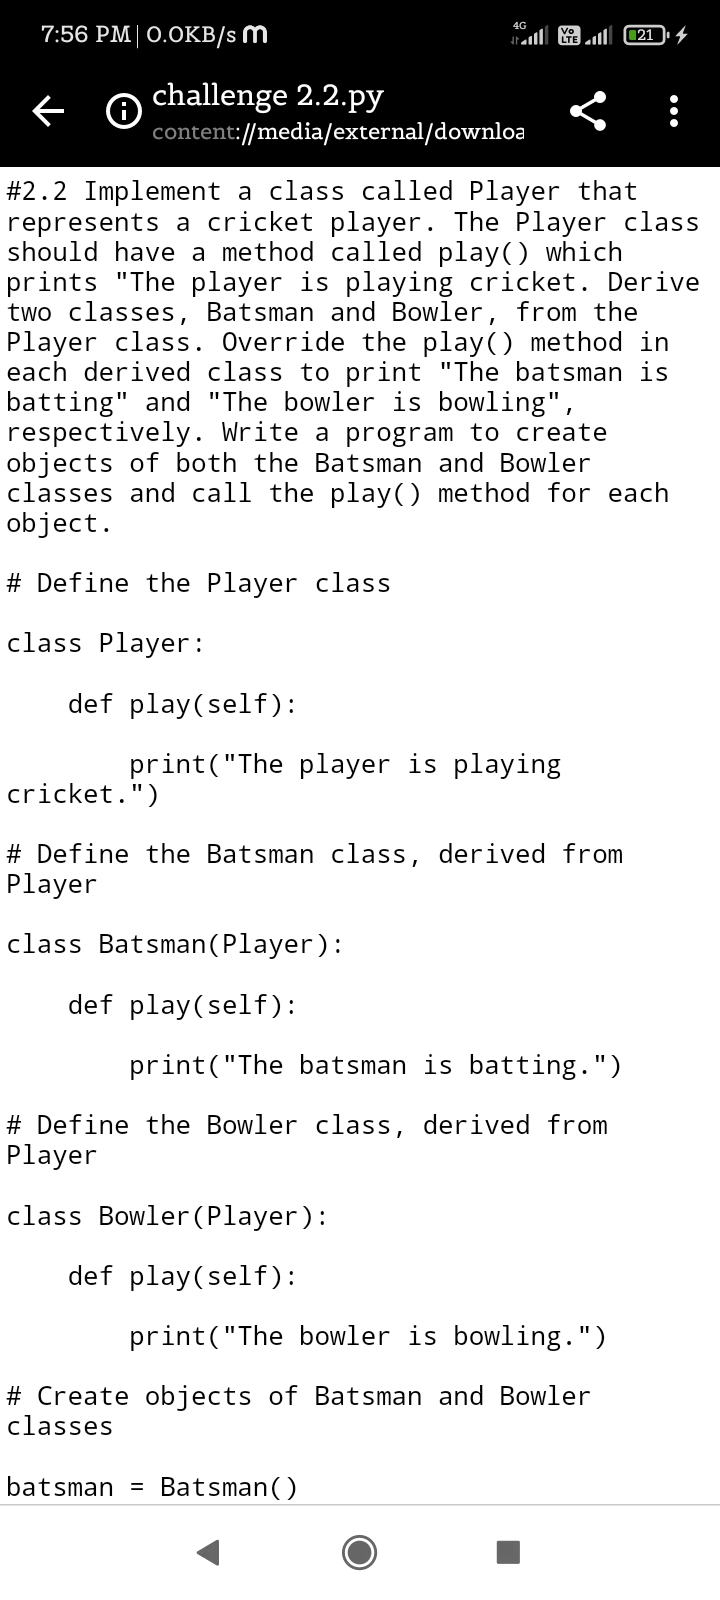 7:56 PM | 0.0KB/s m
4G
Vo
LTE
21
challenge 2.2.py
content://media/external/downloa
#2.2 Implement a class called Player that
represents a cricket player. The Player class
should have a method called play() which
prints "The player is playing cricket. Derive
two classes, Batsman and Bowler, from the
Player class. Override the play() method in
each derived class to print "The batsman is
batting" and "The bowler is bowling",
respectively. Write a program to create
objects of both the Batsman and Bowler
classes and call the play() method for each
object.
# Define the Player class
class Player:
    def play(self):
        print("The player is playing
cricket.")
# Define the Batsman class, derived from
Player
class Batsman(Player):
    def play(self):
        print("The batsman is batting.")
# Define the Bowler class, derived from
Player
class Bowler(Player):
    def play(self):
        print("The bowler is bowling.")
# Create objects of Batsman and Bowler
classes
batsman = Batsman()